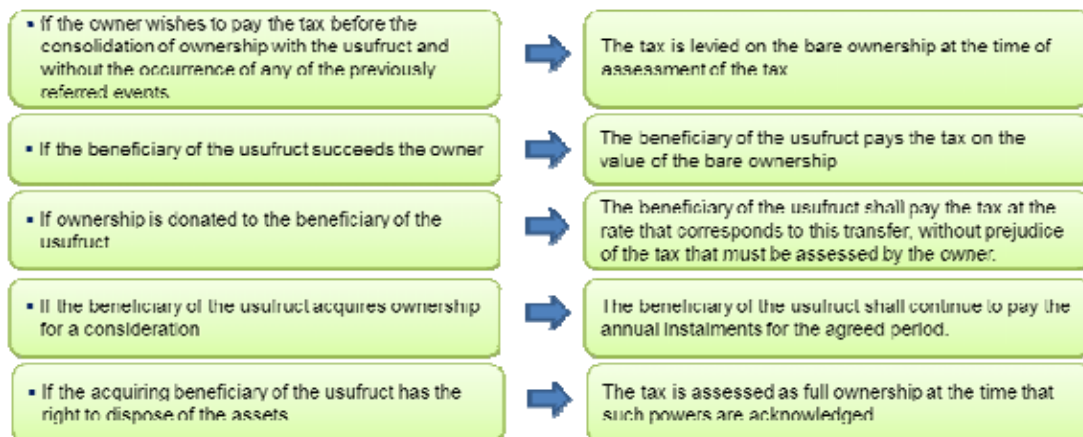 ▪ If the owner wishes to pay the tax before the
consolidation of ownership with the usufruct and
without the occurrence of any of the previously
referred events
The tax is levied on the bare ownership at the time of
assessment of the tax
▪ If the beneficiary of the usufruct succeeds the owner
The beneficiary of the usufruct pays the tax on the
value of the bare ownership
▪ If ownership is donated to the beneficiary of the
usufruct
The beneficiary of the usufruct shall pay the tax at the
rate that corresponds to this transfer, without prejudice
of the tax that must be assessed by the owner.
▪ If the beneficiary of the usufruct acquires ownership
for a consideration
The beneficiary of the usufruct shall continue to pay the
annual instalments for the agreed period.
▪ If the acquiring beneficiary of the usufruct has the
right to dispose of the assets
The tax is assessed as full ownership at the time that
such powers are acknowledged